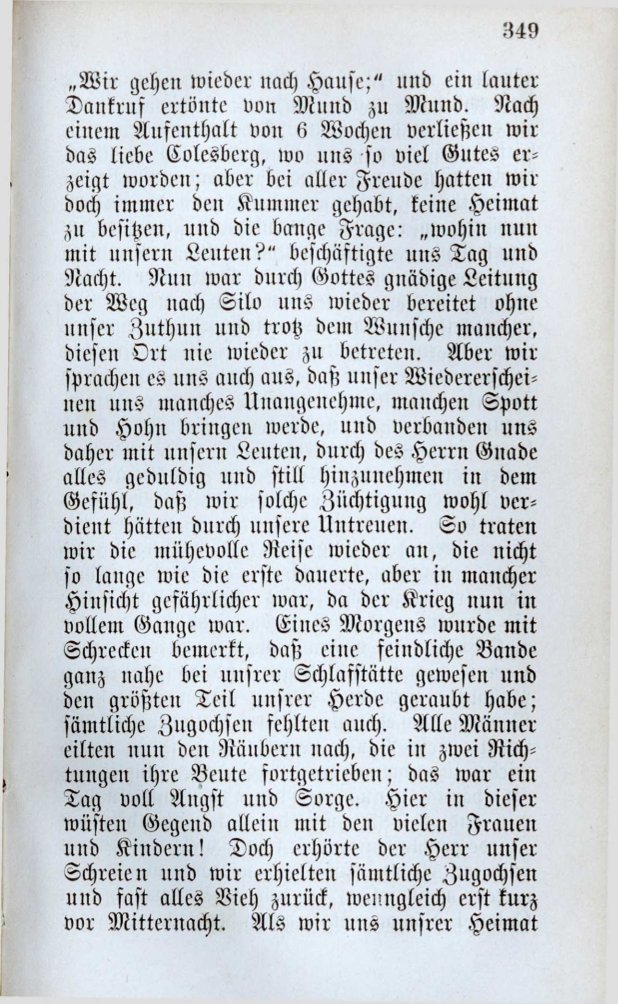 349
„Wir gehen wieder nach Hause;“ und ein lauter
Dankruf ertönte von Mund zu Mund. Nach
einem Aufenthalt von 6 Wochen verließen wir
das liebe Colesberg, wo uns so viel Gutes er-
zeigt worden; aber bei aller Freude hatten wir
doch immer den Kummer gehabt, keine Heimat
zu besitzen, und die bange Frage: „wohin nun
mit unsern Leuten?“ beschäftigte uns Tag und
Nacht. Nun war durch Gottes gnädige Leitung
der Weg nach Silo uns wieder bereitet ohne
unser Zuthun und trotz dem Wunsche mancher,
diesen Ort nie wieder zu betreten. Aber wir
sprachen es uns auch aus, daß unser Wiedererschei-
nen uns manches Unangenehme, manchen Spott
und Hohn bringen werde, und verbanden uns
daher mit unsern Leuten, durch des Herrn Gnade
alles geduldig und still hinzunehmen in dem
Gefühl, daß wir solche Züchtigung wohl ver-
dient hätten durch unsere Untreuen. So traten
wir die mühevolle Reise wieder an, die nicht
so lange wie die erste dauerte, aber in mancher
Hinsicht gefährlicher war, da der Krieg nun in
vollem Gange war. Eines Morgens wurde mit
Schrecken bemerkt, daß eine feindliche Bande
ganz nahe bei unsrer Schlafstätte gewesen und
den größten Teil unsrer Herde geraubt habe;
sämtliche Zugochsen fehlten auch. Alle Männer
eilten nun den Räubern nach, die in zwei Rich-
tungen ihre Beute fortgetrieben; das war ein
Tag voll Angst und Sorge. Hier in dieser
wüsten Gegend allein mit den vielen Frauen
und Kindern! Doch erhörte der Herr unser
Schreien und wir erhielten sämtliche Zugochsen
und fast alles Vieh zurück, wenngleich erst kurz
vor Mitternacht. Als wir uns unsrer Heimat